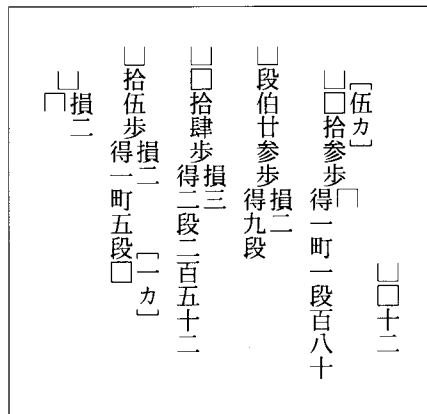 □十二
〔伍カ〕
□拾参歩
得一町一段百八十
段伯廿参歩
損二
得九段
□拾肆歩
損三
得二段二百五十二
拾伍歩
損二
〔一カ〕
得一町五段□
損二